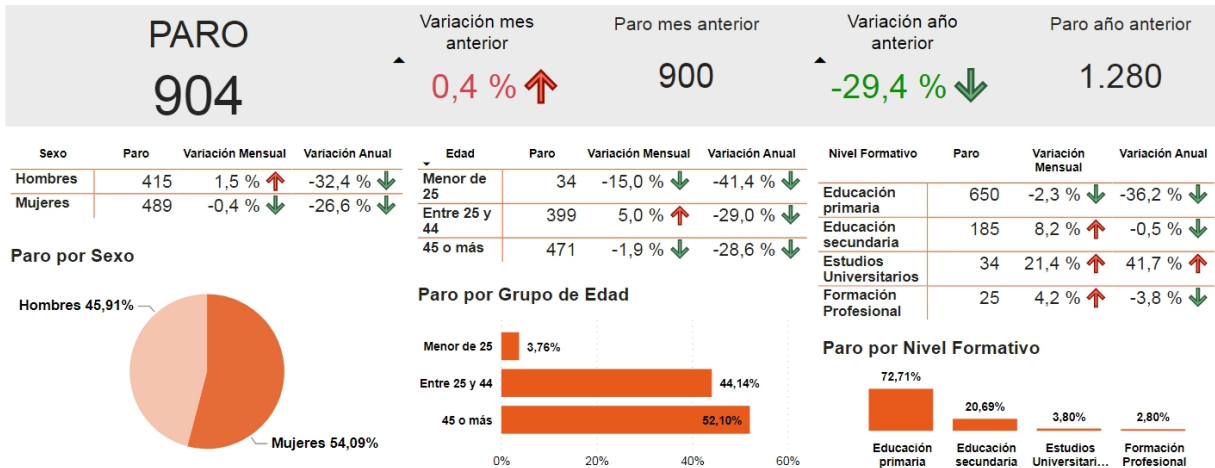 PARO
904
Variación mes
anterior
0,4 %
Paro mes anterior
900
Variación año
anterior
-29,4 %
Paro año anterior
1.280
Sexo Paro Variación Mensual Variación Anual
Hombres 415 1,5 % -32,4 %
Mujeres 489 -0,4 % -26,6 %
Paro por Sexo
Hombres 45,91%
Mujeres 54,09%
Edad Paro Variación Mensual Variación Anual
Menor de
25 34 -15,0 % -41,4 %
Entre 25 y
44 399 5,0 % -29,0 %
45 o más 471 -1,9 % -28,6 %
Paro por Grupo de Edad
Menor de 25 3,76%
Entre 25 y 44 44,14%
45 o más 52,10%
0% 20% 40% 60%
Nivel Formativo Paro Variación
Mensual Variación Anual
Educación
primaria 650 -2,3 % -36,2 %
Educación
secundaria 185 8,2 % -0,5 %
Estudios
Universitarios 34 21,4 % 41,7 %
Formación
Profesional 25 4,2 % -3,8 %
Paro por Nivel Formativo
72,71%
20,69%
3,80%
2,80%
Educación
primaria
Educación
secundaria
Estudios
Universitari...
Formación
Profesional